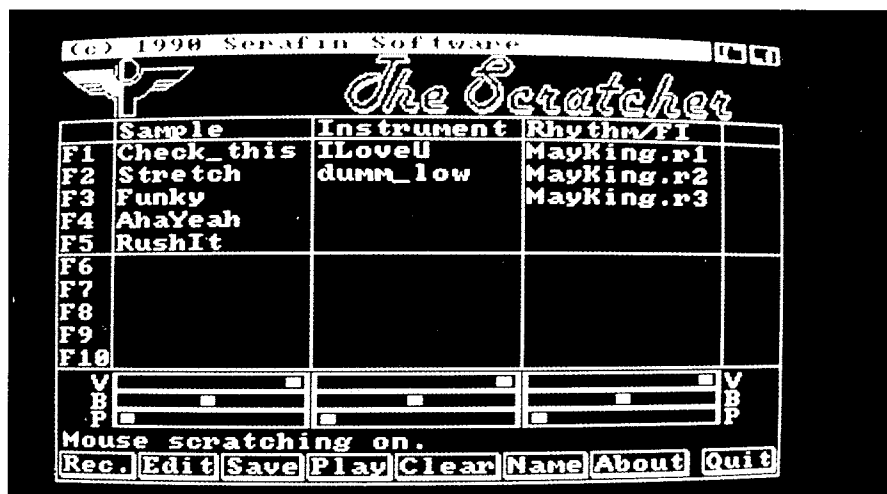 (c) 1990 Serafin Software
The Scratcher
Sample Instrument Rhythm/FI
F1 Check_this ILoveU MayKing.r1
F2 Stretch dumm_low MayKing.r2
F3 Funky MayKing.r3
F4 AhaYeah
F5 RushIt
F6
F7
F8
F9
F10
V V
B B
P P
Mouse scratching on.
Rec. Edit Save Play Clear Name About Quit